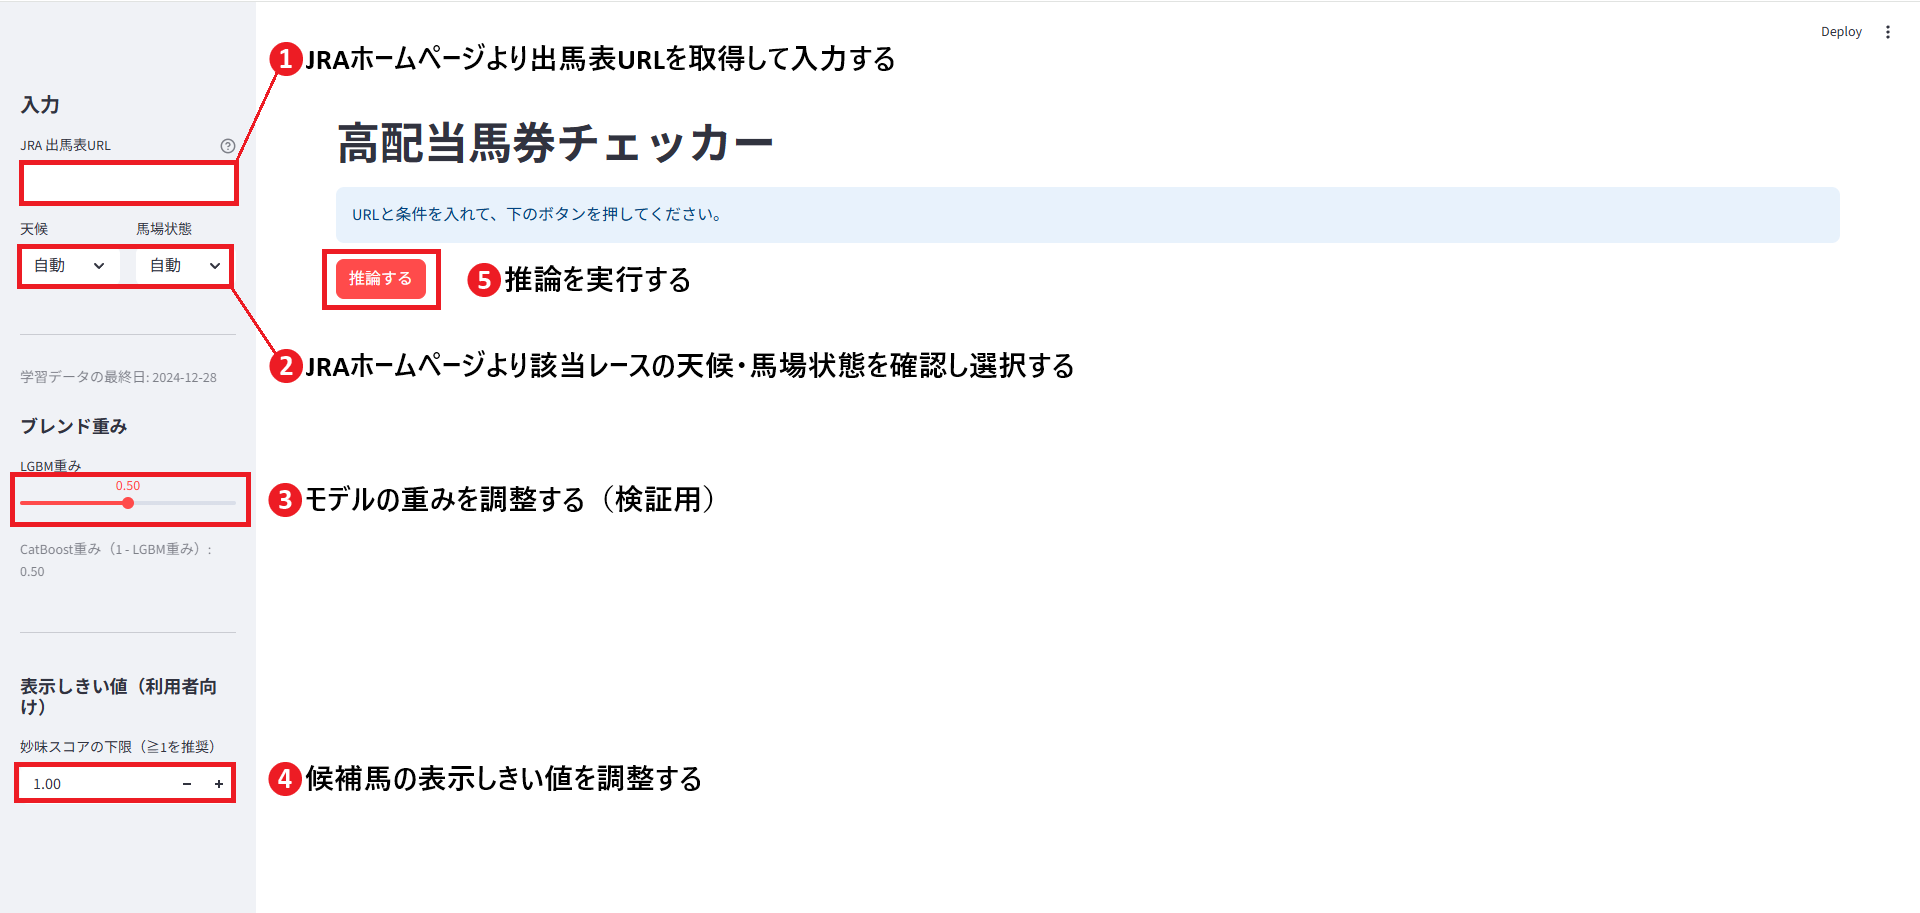 Deploy
❶JRAホームページより出馬表URLを取得して入力する
入力
高配当馬券チェッカー
JRA 出馬表URL
URLと条件を入れて、下のボタンを押してください。
天候 馬場状態
自動 自動
推論する
❺推論を実行する
❷JRAホームページより該当レースの天候・馬場状態を確認し選択する
学習データの最終日: 2024-12-28
ブレンド重み
LGBM重み
0.50
❸モデルの重みを調整する（検証用）
CatBoost重み（1 - LGBM重み）:
0.50
表示しきい値（利用者向
け）
妙味スコアの下限（≧1を推奨）
1.00 − +
❹候補馬の表示しきい値を調整する